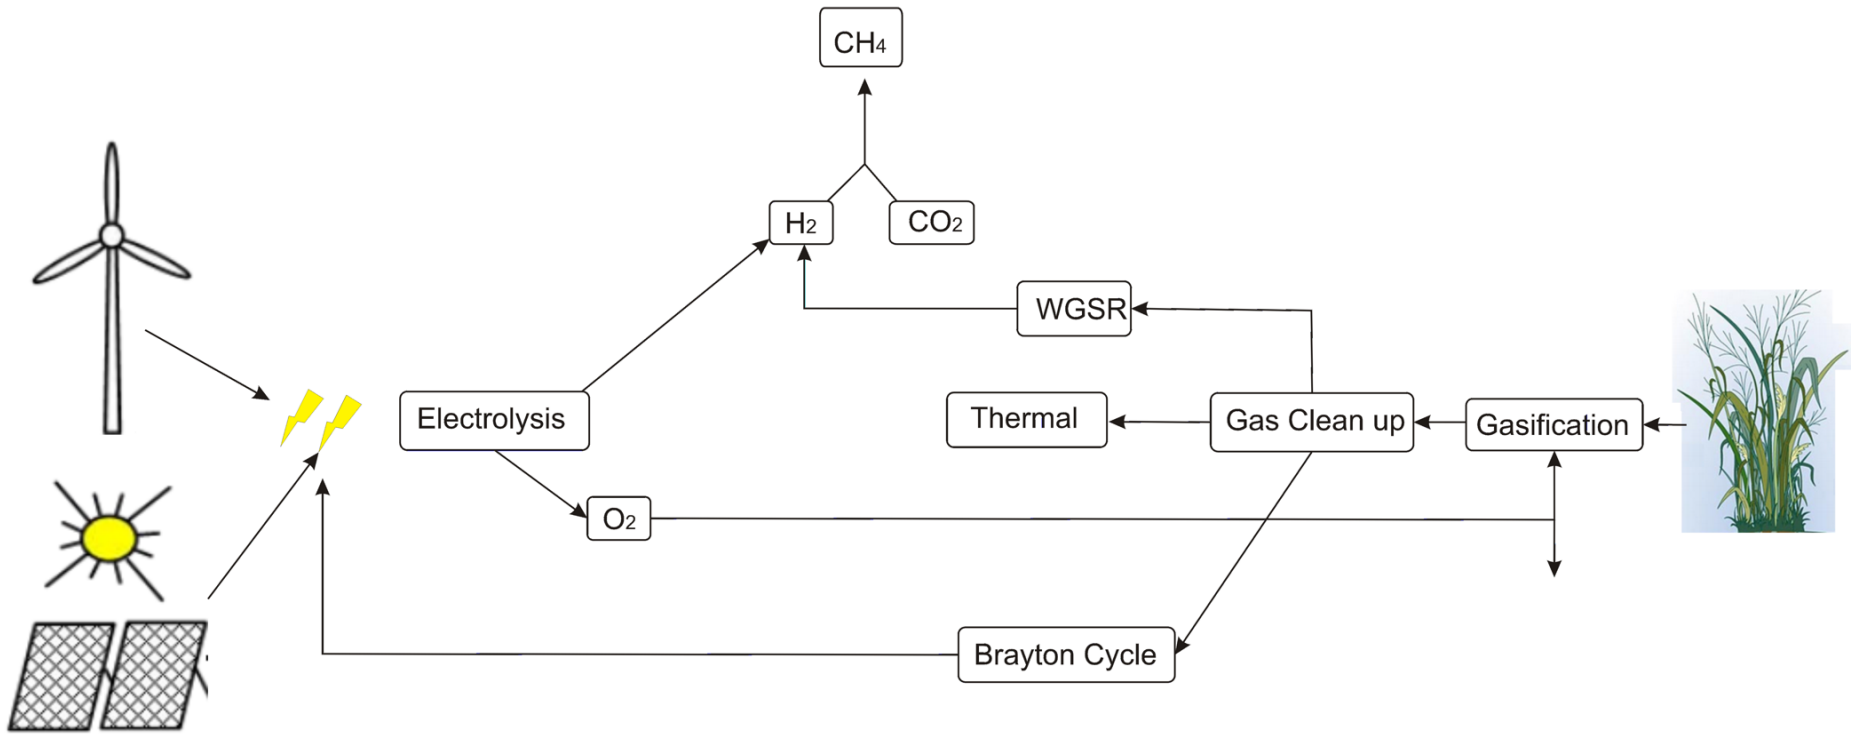 CH4
H2
CO2
WGSR
Electrolysis
Thermal
Gas Clean up
Gasification
O2
Brayton Cycle